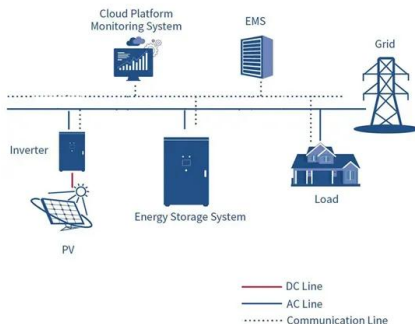 Cloud Platform
Monitoring System
EMS
Grid
Inverter
Energy Storage System
Load
PV
DC Line
AC Line
Communication Line